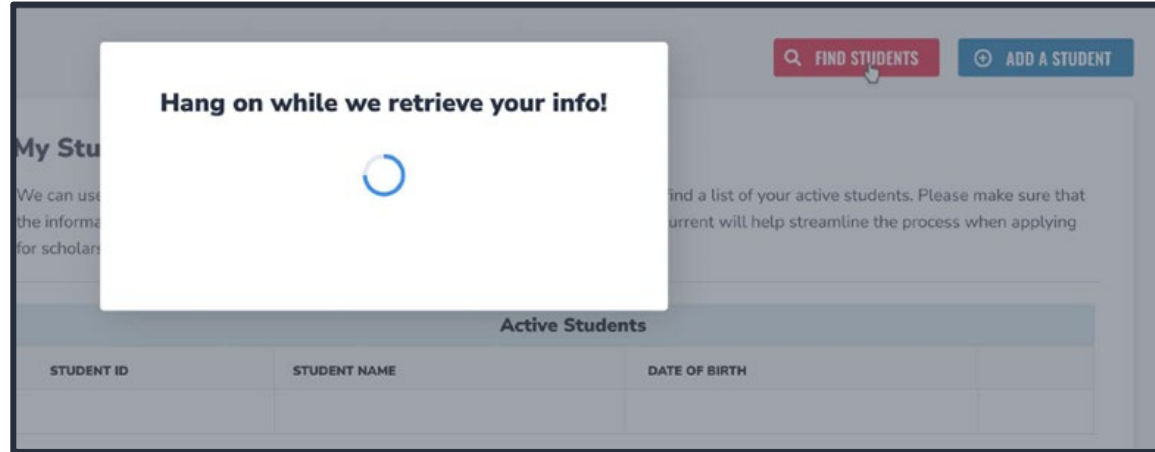 FIND STUDENTS
ADD A STUDENT
Hang on while we retrieve your info!
My Stu
We can use find a list of your active students. Please make sure that
the informa urrent will help streamline the process when applying
for scholars
Active Students
STUDENT ID STUDENT NAME DATE OF BIRTH